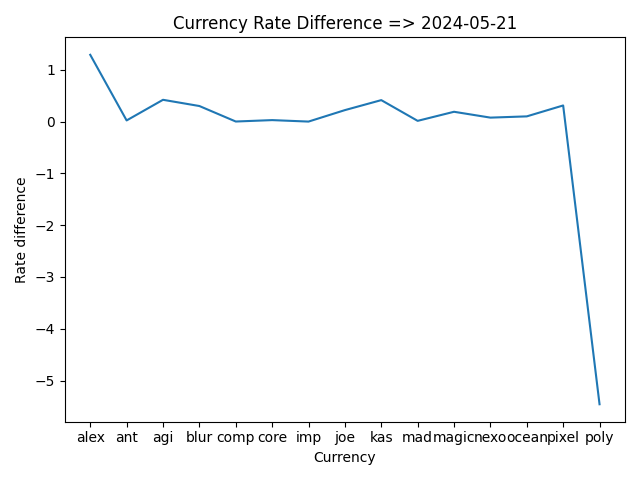 Currency Rate Difference => 2024-05-21
Rate difference
1
0
−1
−2
−3
−4
−5
alex ant agi blur comp core imp joe kas mad magic nexo ocean pixel poly
Currency